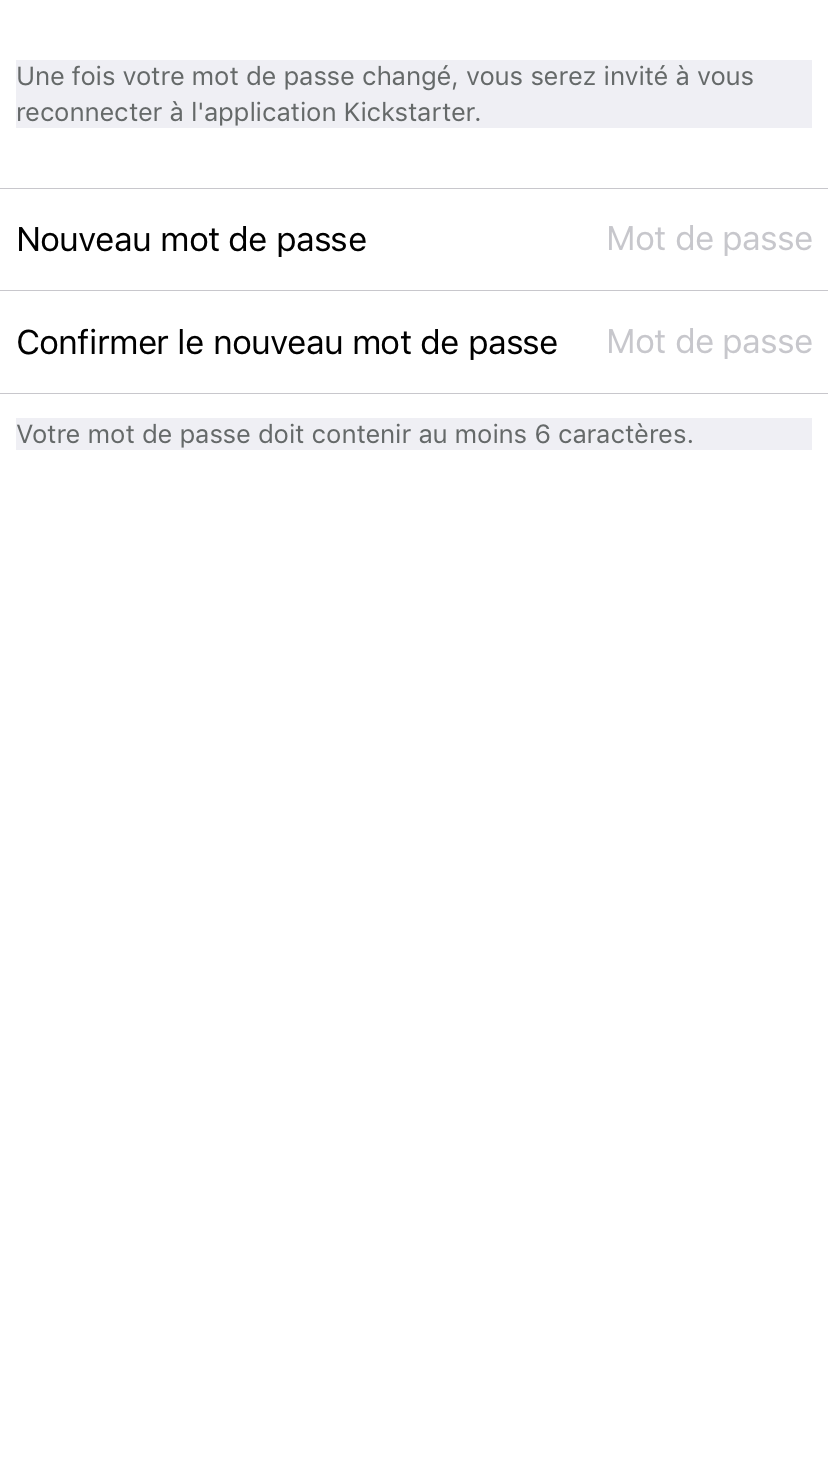 Une fois votre mot de passe changé, vous serez invité à vous
reconnecter à l'application Kickstarter.
Nouveau mot de passe Mot de passe
Confirmer le nouveau mot de passe Mot de passe
Votre mot de passe doit contenir au moins 6 caractères.